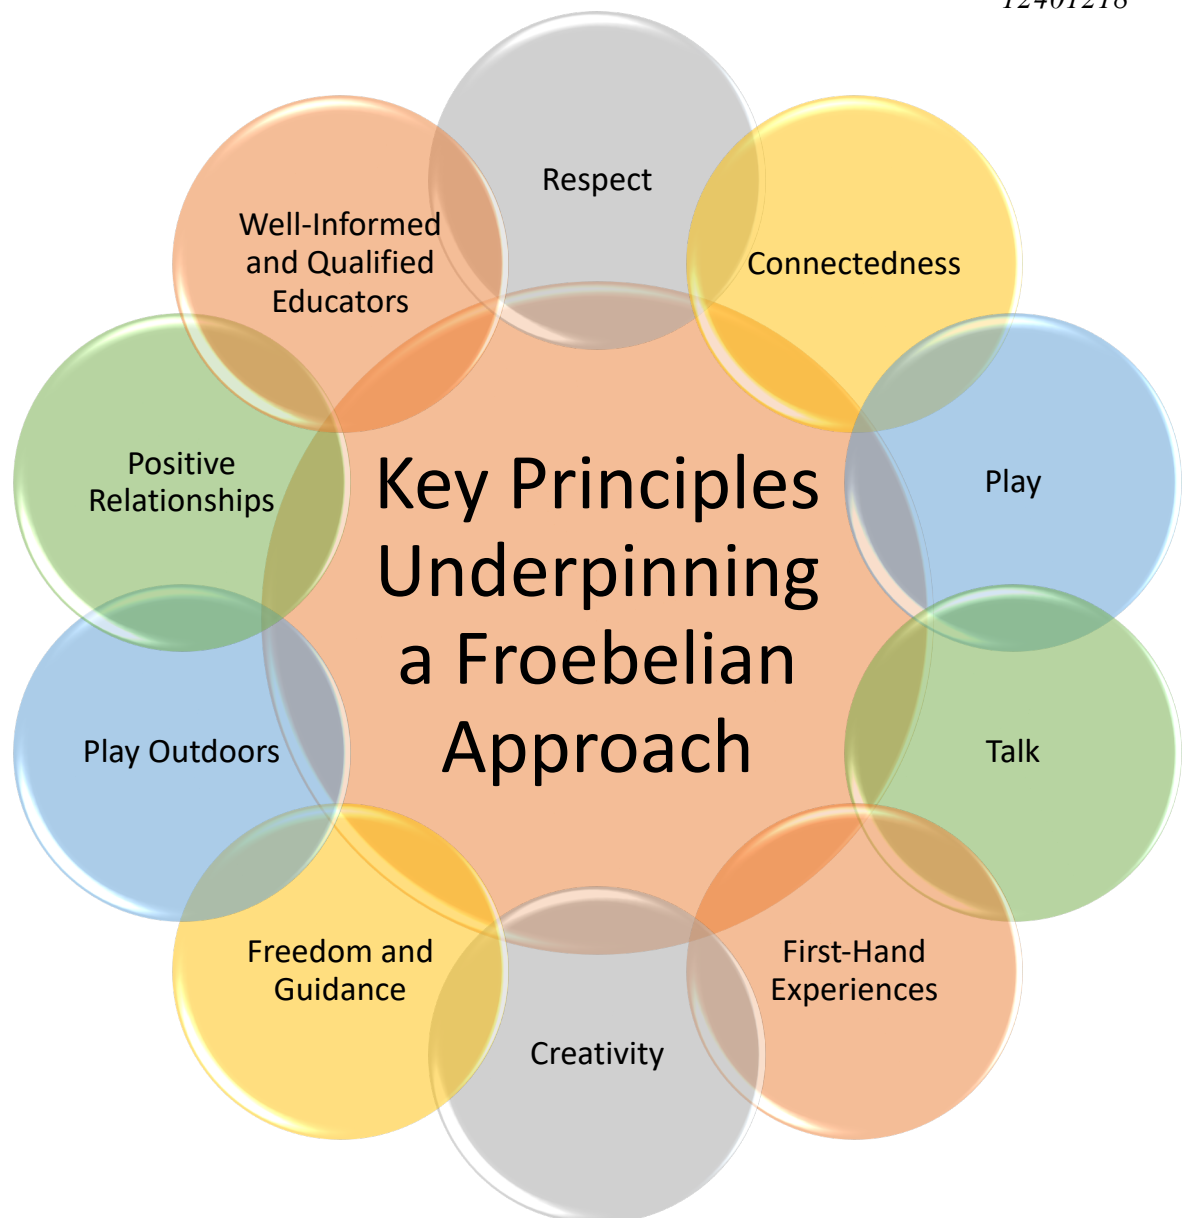 12401218
Respect
Connectedness
Play
Talk
First-Hand
Experiences
Creativity
Freedom and
Guidance
Play Outdoors
Positive
Relationships
Well-Informed
and Qualified
Educators
Key Principles
Underpinning
a Froebelian
Approach